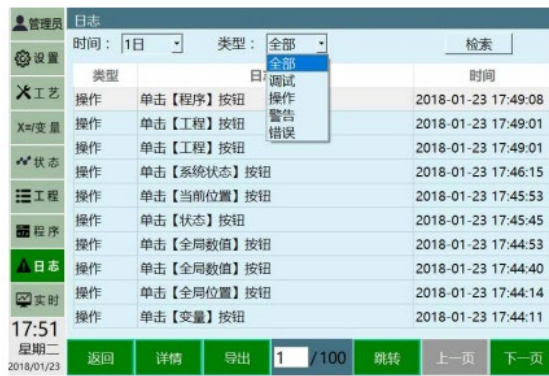 管理员
日志
时间： 1日
类型： 全部
检索
全部
调试
操作
警告
错误
设置
工艺
X=/变量
状态
工程
程序
日志
实时
17:51
星期二
2018/01/23
类型
时间
操作 单击【程序】按钮 2018-01-23 17:49:08
操作 单击【工程】按钮 2018-01-23 17:49:01
操作 单击【工程】按钮 2018-01-23 17:49:01
操作 单击【系统状态】按钮 2018-01-23 17:46:15
操作 单击【当前位置】按钮 2018-01-23 17:45:53
操作 单击【状态】按钮 2018-01-23 17:45:45
操作 单击【全局数值】按钮 2018-01-23 17:44:53
操作 单击【全局数值】按钮 2018-01-23 17:44:40
操作 单击【全局位置】按钮 2018-01-23 17:44:14
操作 单击【变量】按钮 2018-01-23 17:44:11
返回 详情 导出 1 /100 跳转 上一页 下一页